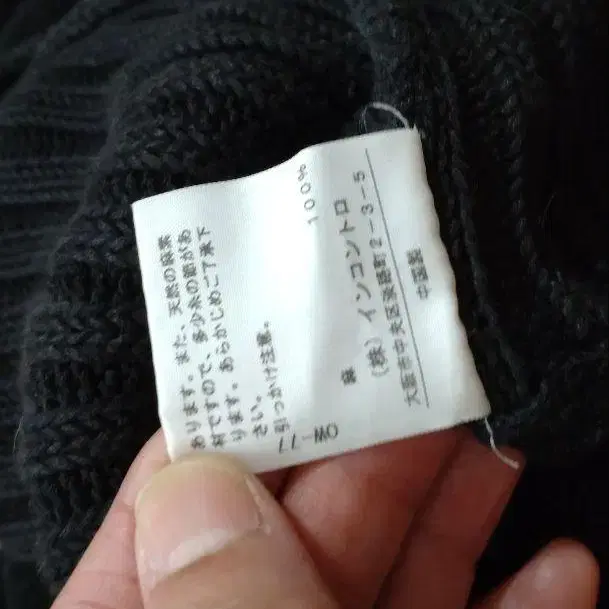 あります。また、天然の麻素
材ですので、多少糸の節があ
ります。あらかじめご了承下
さい。
引っかけ注意。
麻 100%
(株)インコントロ
大阪市中央区淡路町2-3-5
中国製